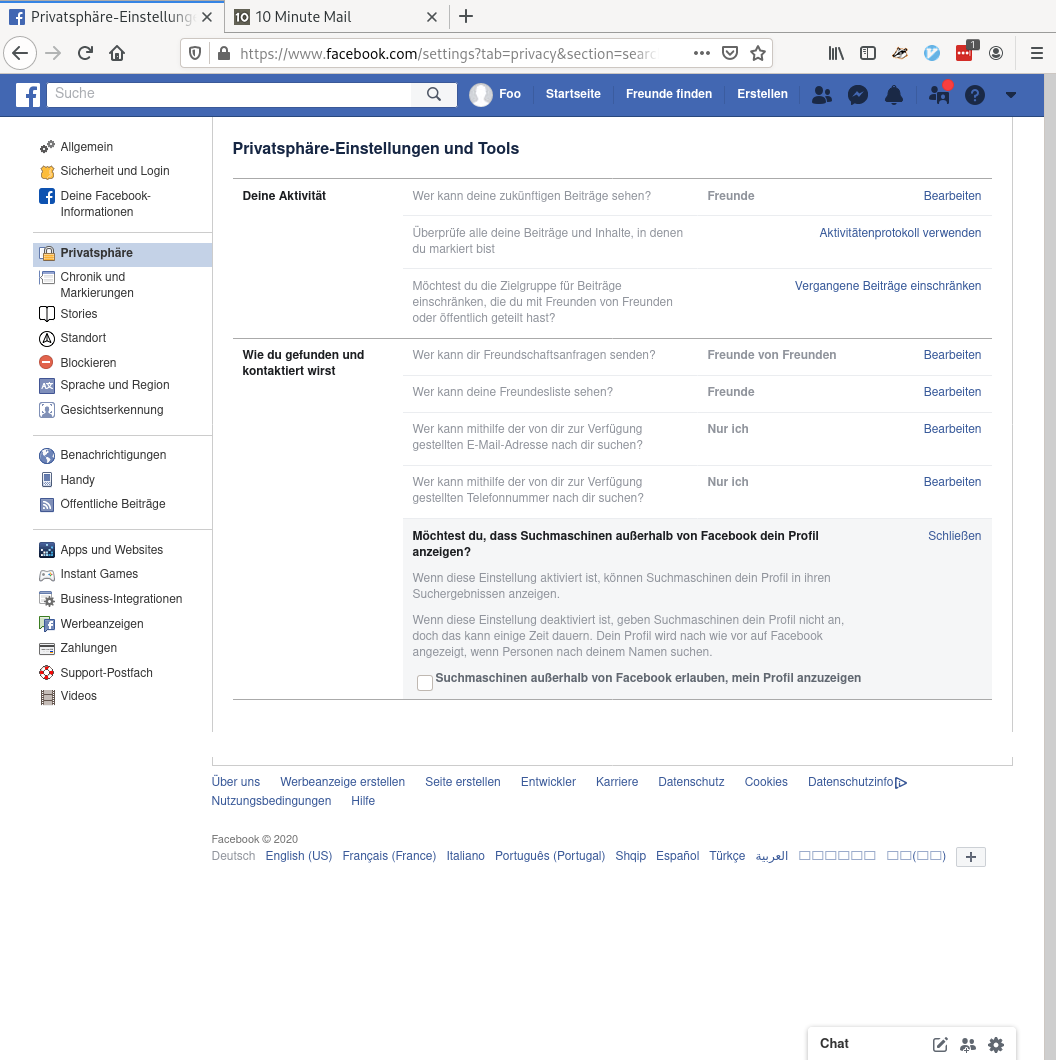 Privatsphäre-Einstellung
10 10 Minute Mail
https://www.facebook.com/settings?tab=privacy&section=searc
1
Suche
Foo Startseite Freunde finden Erstellen
Allgemein
Sicherheit und Login
Deine Facebook-
Informationen
Privatsphäre
Chronik und
Markierungen
Stories
Standort
Blockieren
Sprache und Region
Gesichtserkennung
Benachrichtigungen
Handy
Öffentliche Beiträge
Apps und Websites
Instant Games
Business-Integrationen
Werbeanzeigen
Zahlungen
Support-Postfach
Videos
Privatsphäre-Einstellungen und Tools
Deine Aktivität
Wer kann deine zukünftigen Beiträge sehen? Freunde Bearbeiten
Überprüfe alle deine Beiträge und Inhalte, in denen Aktivitätenprotokoll verwenden
du markiert bist
Möchtest du die Zielgruppe für Beiträge Vergangene Beiträge einschränken
einschränken, die du mit Freunden von Freunden
oder öffentlich geteilt hast?
Wie du gefunden und
kontaktiert wirst
Wer kann dir Freundschaftsanfragen senden? Freunde von Freunden Bearbeiten
Wer kann deine Freundesliste sehen? Freunde Bearbeiten
Wer kann mithilfe der von dir zur Verfügung Nur ich Bearbeiten
gestellten E-Mail-Adresse nach dir suchen?
Wer kann mithilfe der von dir zur Verfügung Nur ich Bearbeiten
gestellten Telefonnummer nach dir suchen?
Möchtest du, dass Suchmaschinen außerhalb von Facebook dein Profil Schließen
anzeigen?
Wenn diese Einstellung aktiviert ist, können Suchmaschinen dein Profil in ihren
Suchergebnissen anzeigen.
Wenn diese Einstellung deaktiviert ist, geben Suchmaschinen dein Profil nicht an,
doch das kann einige Zeit dauern. Dein Profil wird nach wie vor auf Facebook
angezeigt, wenn Personen nach deinem Namen suchen.
Suchmaschinen außerhalb von Facebook erlauben, mein Profil anzuzeigen
Über uns Werbeanzeige erstellen Seite erstellen Entwickler Karriere Datenschutz Cookies Datenschutzinfo
Nutzungsbedingungen Hilfe
Facebook © 2020
Deutsch English (US) Français (France) Italiano Português (Portugal) Shqip Español Türkçe العربية □□□□□□ □□(□□)
Chat